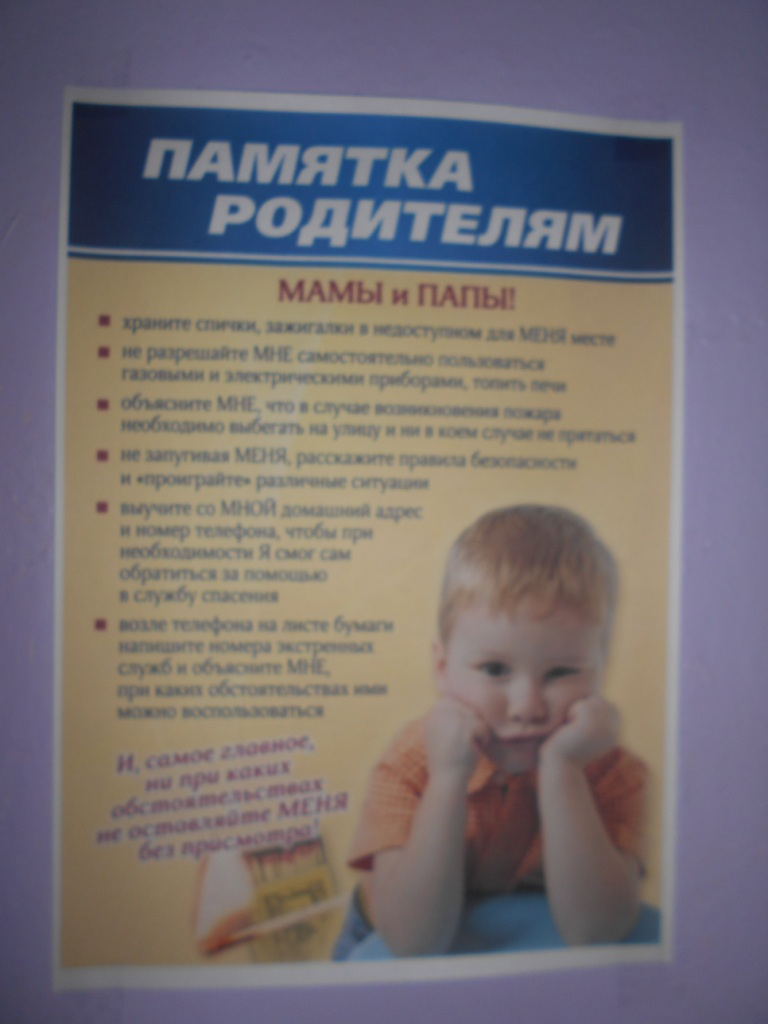 ПАМЯТКА
РОДИТЕЛЯМ
МАМЫ и ПАПЫ!
храните спички, зажигалки в недоступном для МЕНЯ месте
не разрешайте МНЕ самостоятельно пользоваться
газовыми и электрическими приборами, топить печи
объясните МНЕ, что в случае возникновения пожара
необходимо выбегать на улицу и ни в коем случае не прятаться
не запугивая МЕНЯ, расскажите правила безопасности
и «проиграйте» различные ситуации
выучите со МНОЙ домашний адрес
и номер телефона, чтобы при
необходимости Я смог сам
обратиться за помощью
в службу спасения
возле телефона на листе бумаги
напишите номера экстренных
служб и объясните МНЕ,
при каких обстоятельствах ими
можно воспользоваться
И, самое главное,
ни при каких
обстоятельствах
не оставляйте МЕНЯ
без присмотра!